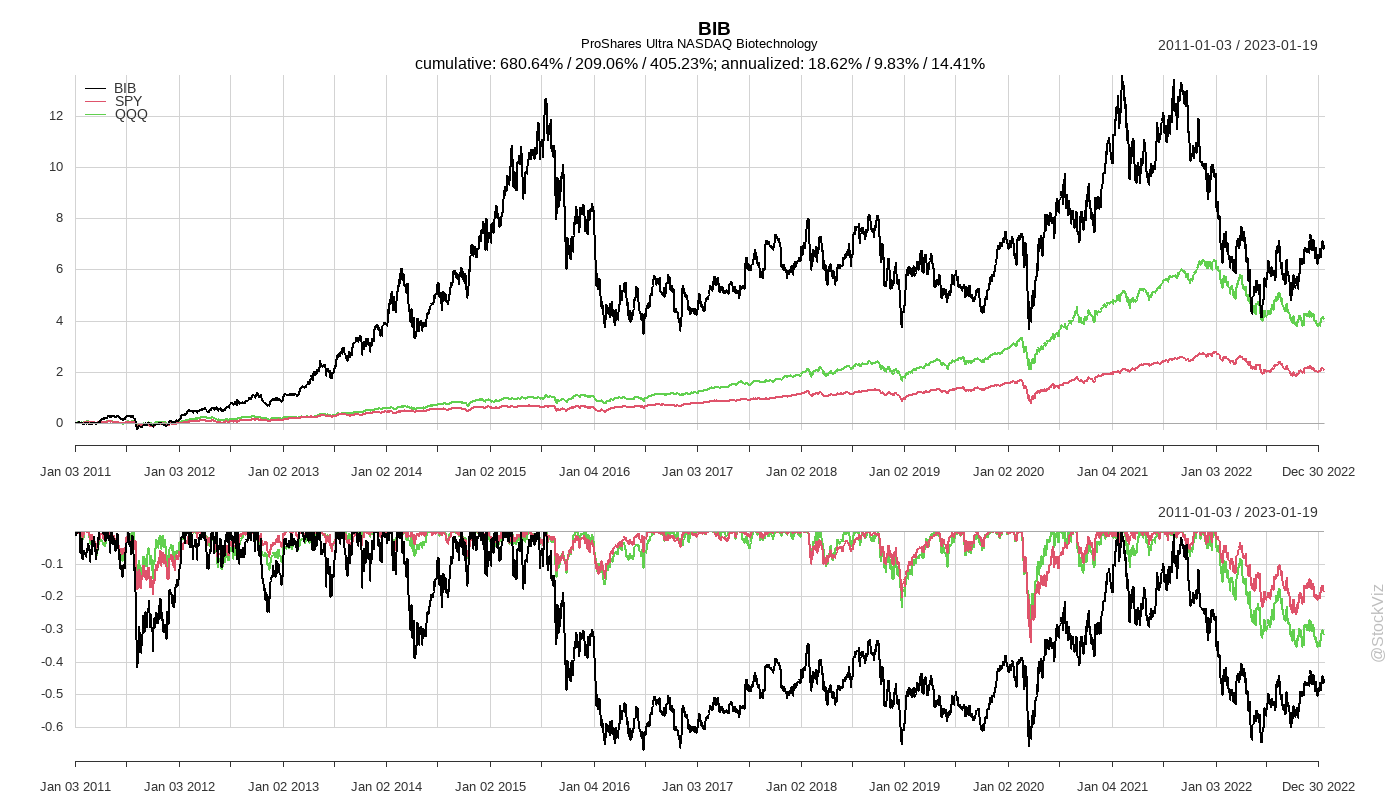 BIB
ProShares Ultra NASDAQ Biotechnology
2011-01-03 / 2023-01-19
cumulative: 680.64% / 209.06% / 405.23%; annualized: 18.62% / 9.83% / 14.41%
BIB
SPY
QQQ
12
10
8
6
4
2
0
Jan 03 2011 Jan 03 2012 Jan 02 2013 Jan 02 2014 Jan 02 2015 Jan 04 2016 Jan 03 2017 Jan 02 2018 Jan 02 2019 Jan 02 2020 Jan 04 2021 Jan 03 2022 Dec 30 2022
2011-01-03 / 2023-01-19
-0.1
-0.2
-0.3
-0.4
-0.5
-0.6
Jan 03 2011 Jan 03 2012 Jan 02 2013 Jan 02 2014 Jan 02 2015 Jan 04 2016 Jan 03 2017 Jan 02 2018 Jan 02 2019 Jan 02 2020 Jan 04 2021 Jan 03 2022 Dec 30 2022
@StockViz